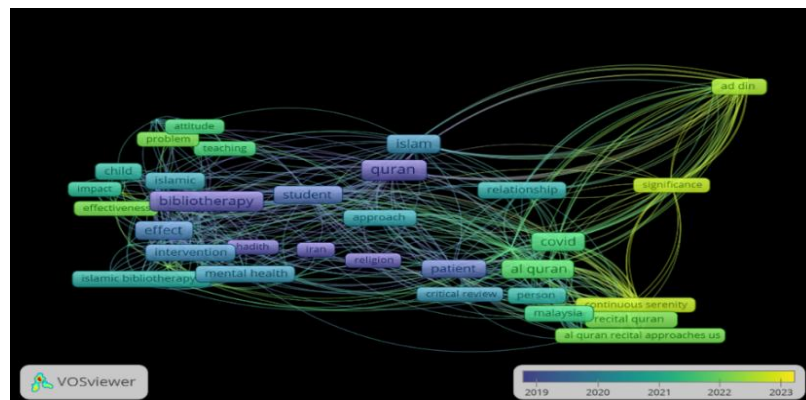 ad din
attitude
problem
teaching
islam
quran
child
islamic
impact
bibliotherapy
student
relationship
significance
effectiveness
approach
effect
covid
hadith
iran
intervention
religion
patient
al quran
islamic bibliotherapy
mental health
critical review
person
continuous serenity
malaysia
recital quran
al quran recital approaches us
VOSviewer
2019 2020 2021 2022 2023